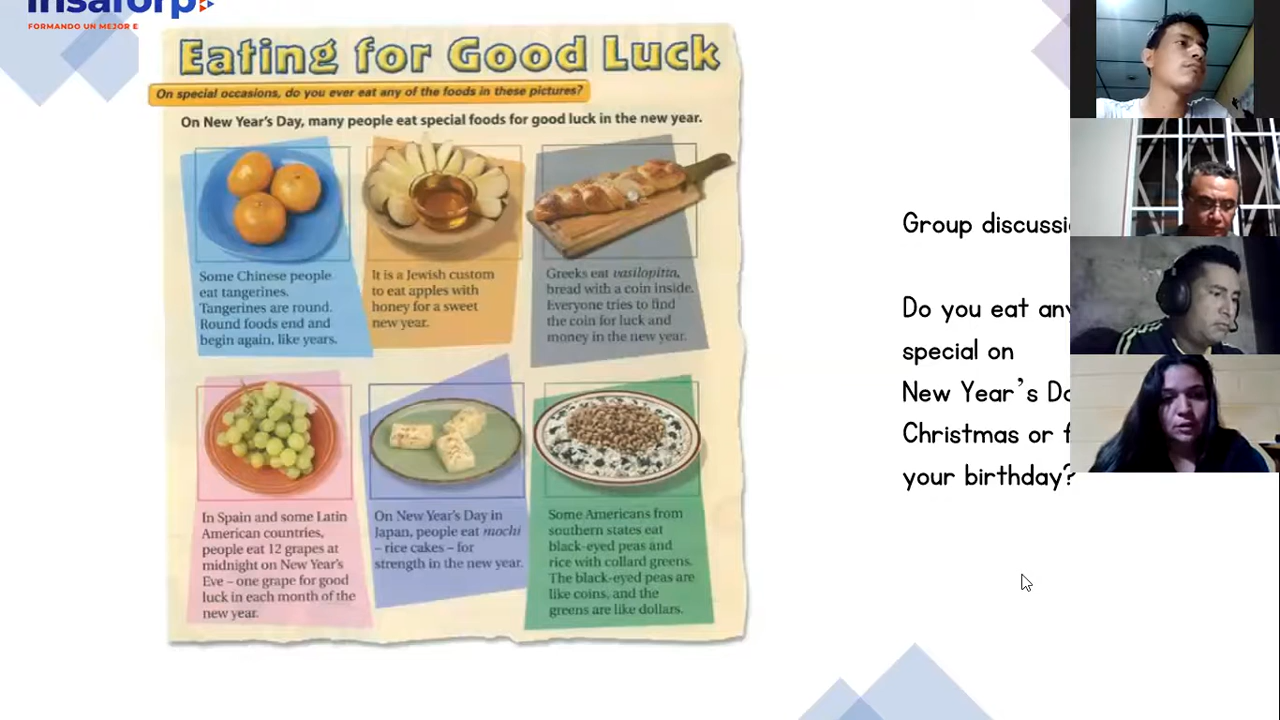 insaforp
FORMANDO UN MEJOR E
Eating for Good Luck
On special occasions, do you ever eat any of the foods in these pictures?
On New Year's Day, many people eat special foods for good luck in the new year.
Some Chinese people
eat tangerines.
Tangerines are round.
Round foods end and
begin again, like years.
It is a Jewish custom
to eat apples with
honey for a sweet
new year.
Greeks eat vasilopitta,
bread with a coin inside.
Everyone tries to find
the coin for luck and
money in the new year.
In Spain and some Latin
American countries,
people eat 12 grapes at
midnight on New Year's
Eve – one grape for good
luck in each month of the
new year.
On New Year's Day in
Japan, people eat mochi
– rice cakes – for
strength in the new year.
Some Americans from
southern states eat
black-eyed peas and
rice with collard greens.
The black-eyed peas are
like coins, and the
greens are like dollars.
Group discussi
Do you eat any
special on
New Year's Da
Christmas or f
your birthday?